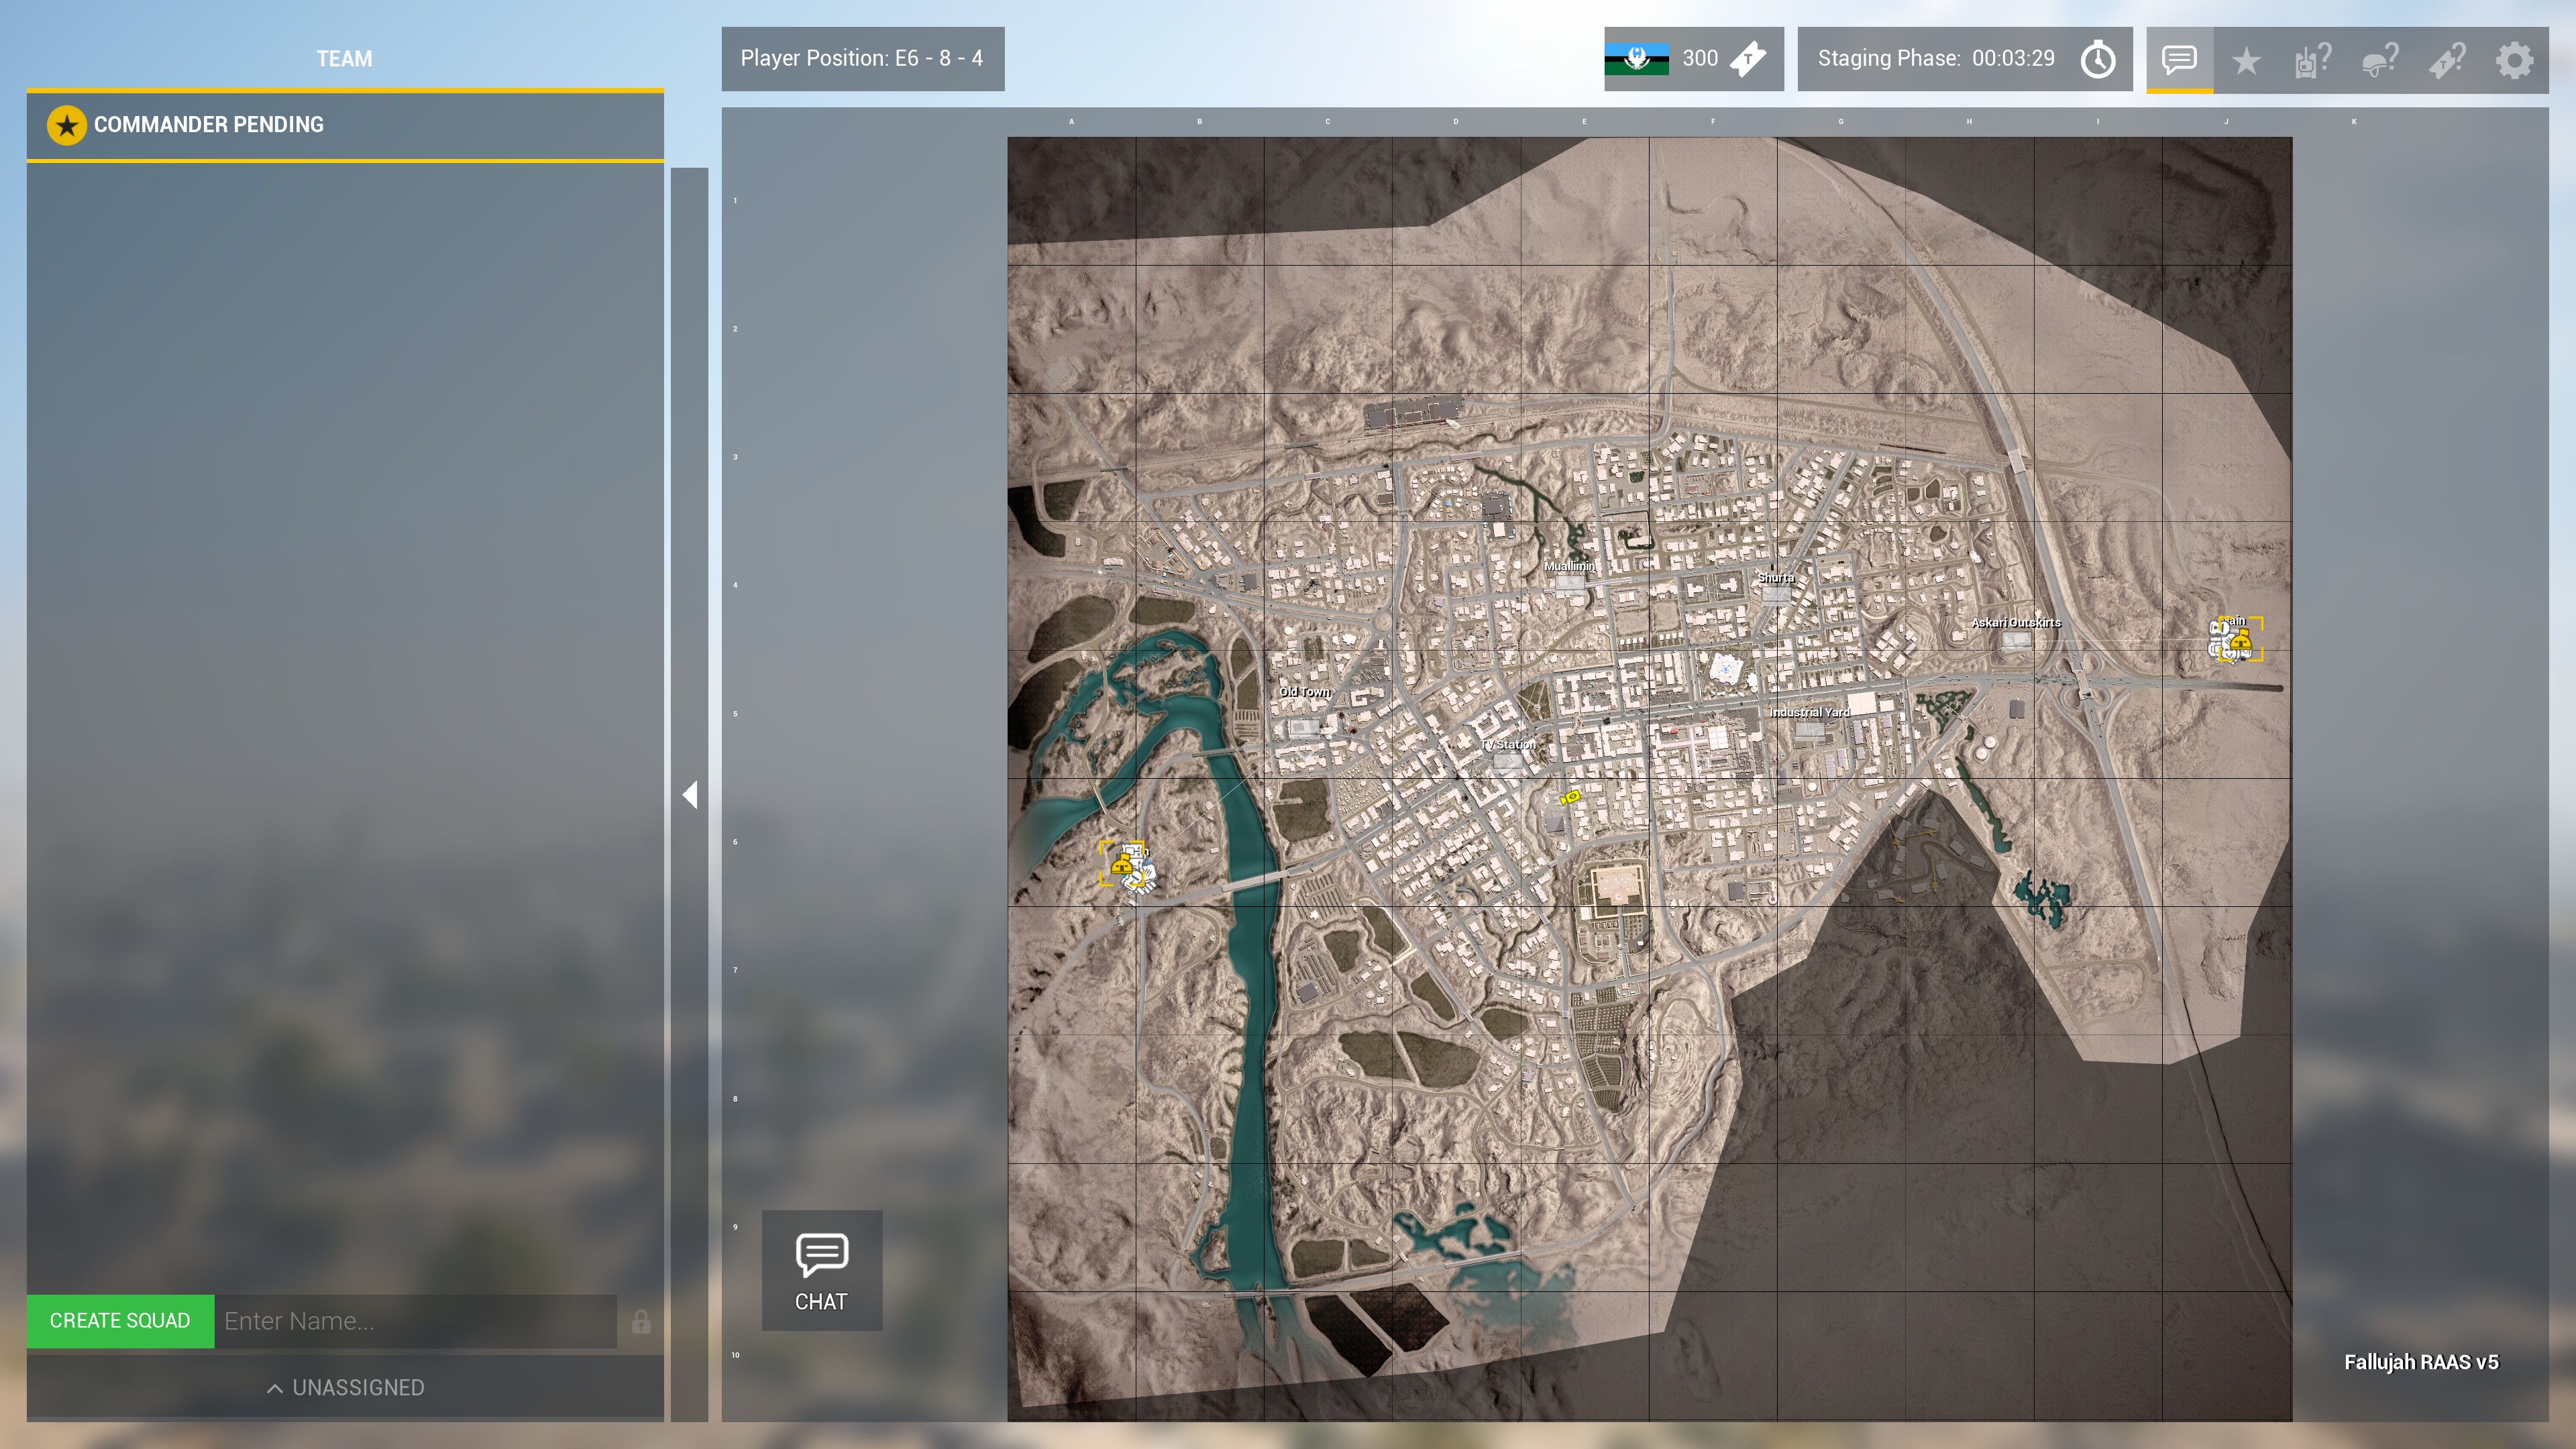 TEAM
COMMANDER PENDING
CREATE SQUAD
Enter Name...
UNASSIGNED
Player Position: E6 - 8 - 4
300
T
Staging Phase: 00:03:29
? ? T?
A B C D E F G H I J K
1
2
3
4
5
6
7
8
9
10
Muallimin
Shurta
Askari Outskirts
Old Town
Industrial Yard
TV Station
CHAT
Fallujah RAAS v5